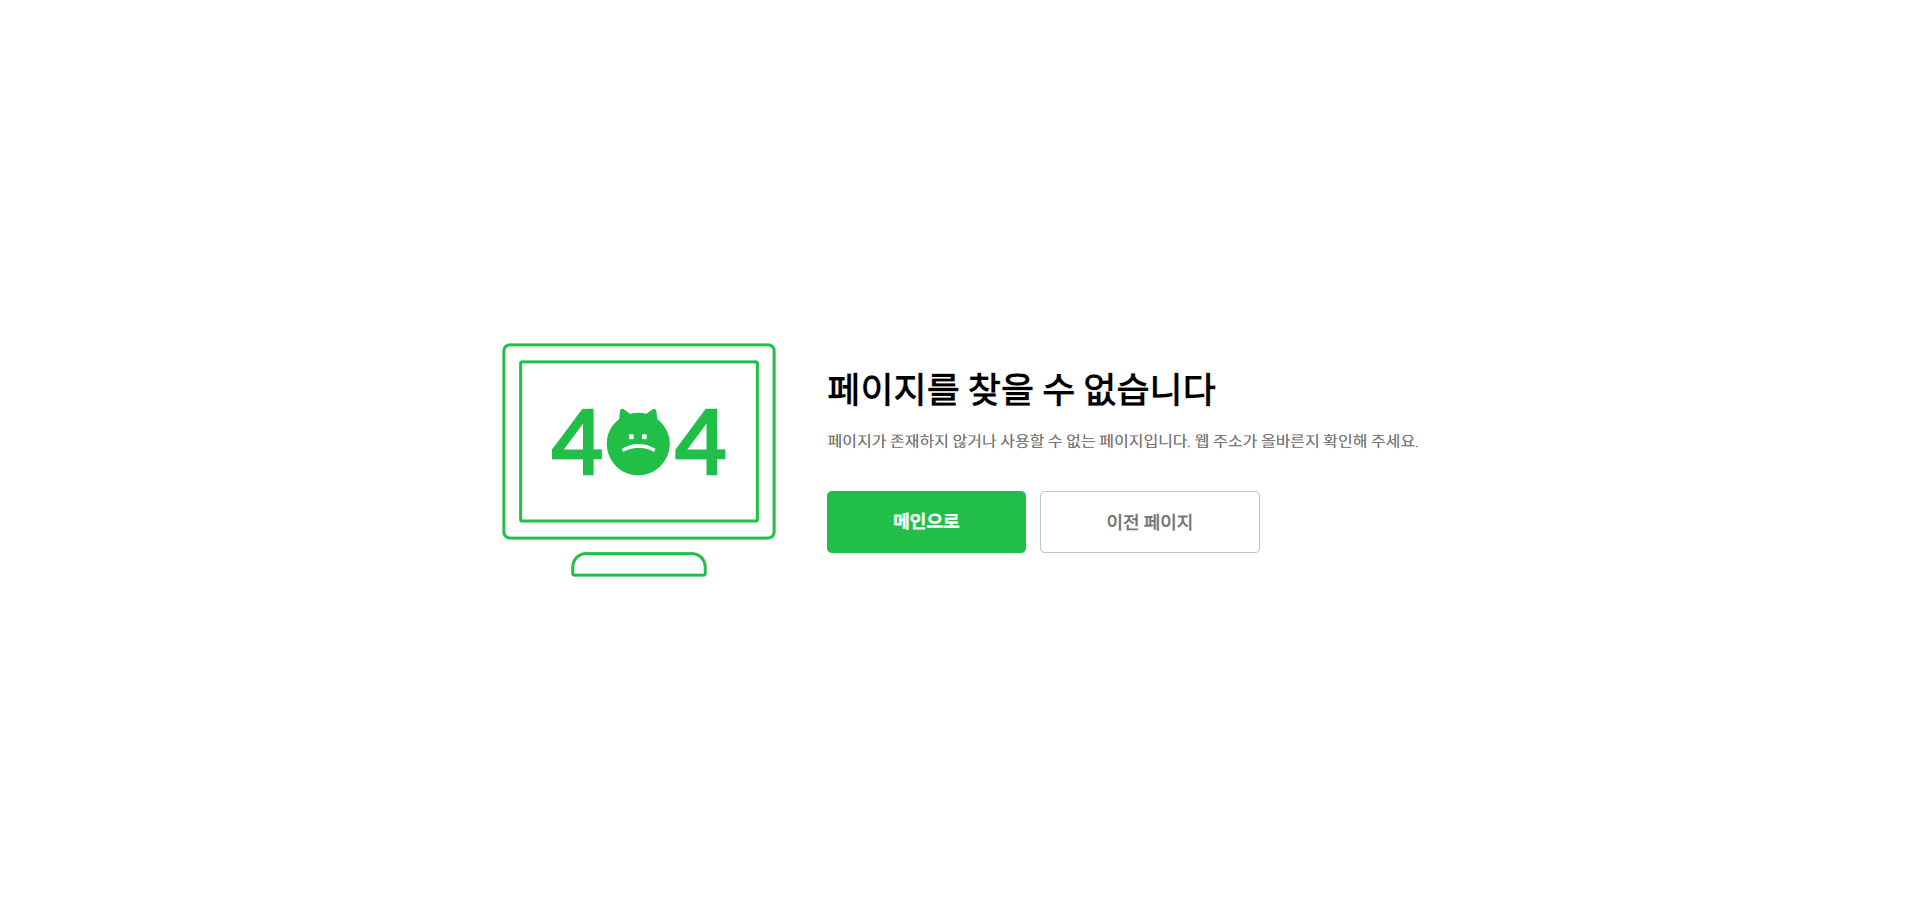 404
페이지를 찾을 수 없습니다
페이지가 존재하지 않거나 사용할 수 없는 페이지입니다. 웹 주소가 올바른지 확인해 주세요.
메인으로
이전 페이지